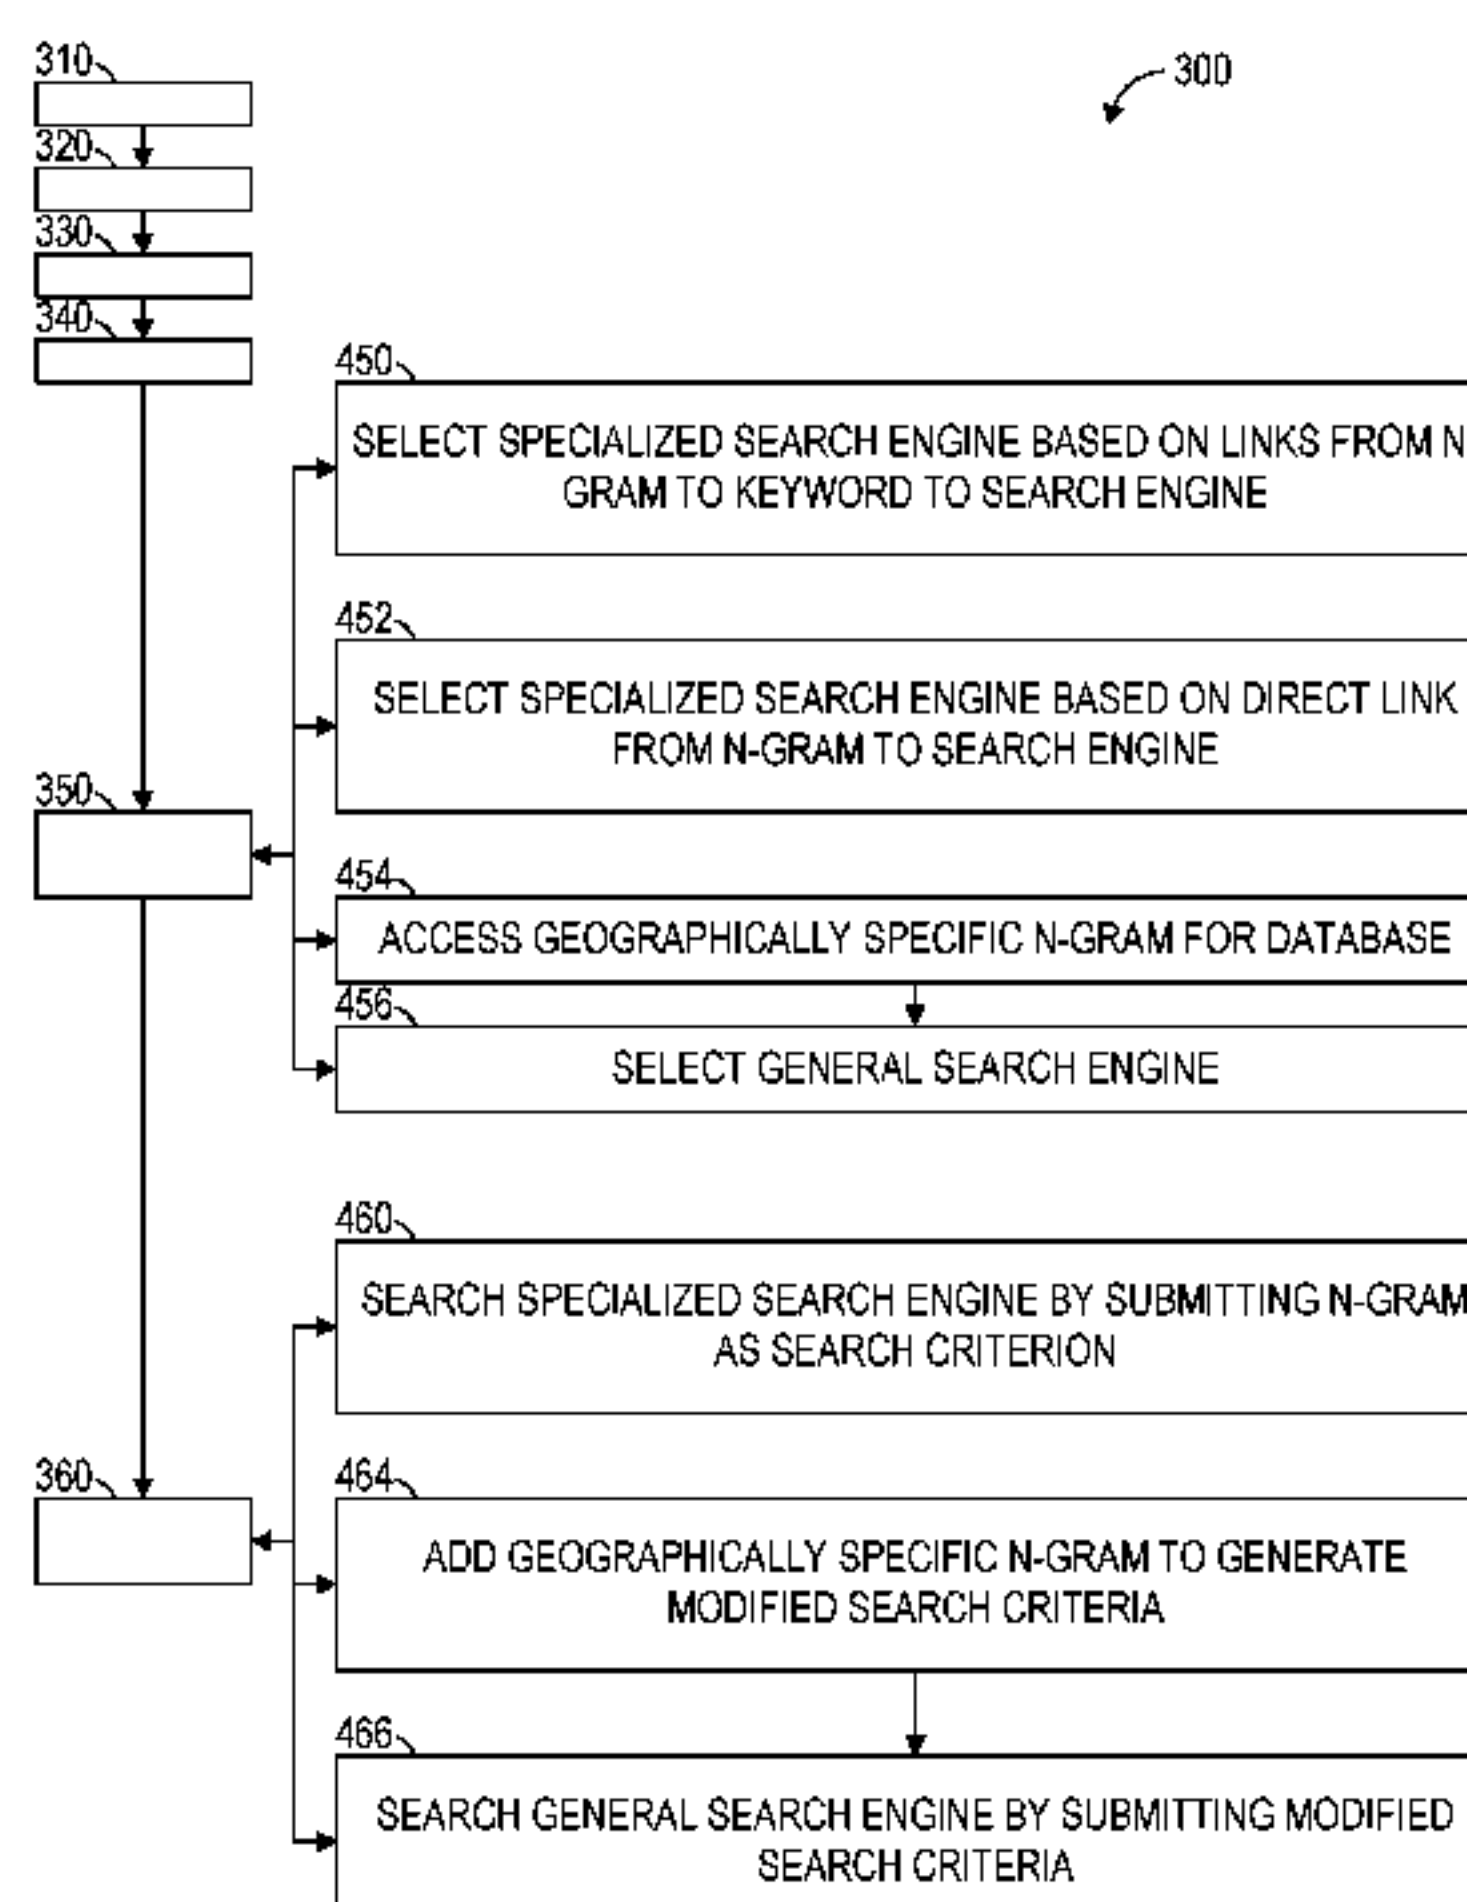 310
300
320
330
340
450
SELECT SPECIALIZED SEARCH ENGINE BASED ON LINKS FROM N-
GRAM TO KEYWORD TO SEARCH ENGINE
452
SELECT SPECIALIZED SEARCH ENGINE BASED ON DIRECT LINK
FROM N-GRAM TO SEARCH ENGINE
350
454
ACCESS GEOGRAPHICALLY SPECIFIC N-GRAM FOR DATABASE
456
SELECT GENERAL SEARCH ENGINE
460
SEARCH SPECIALIZED SEARCH ENGINE BY SUBMITTING N-GRAM
AS SEARCH CRITERION
360
464
ADD GEOGRAPHICALLY SPECIFIC N-GRAM TO GENERATE
MODIFIED SEARCH CRITERIA
466
SEARCH GENERAL SEARCH ENGINE BY SUBMITTING MODIFIED
SEARCH CRITERIA